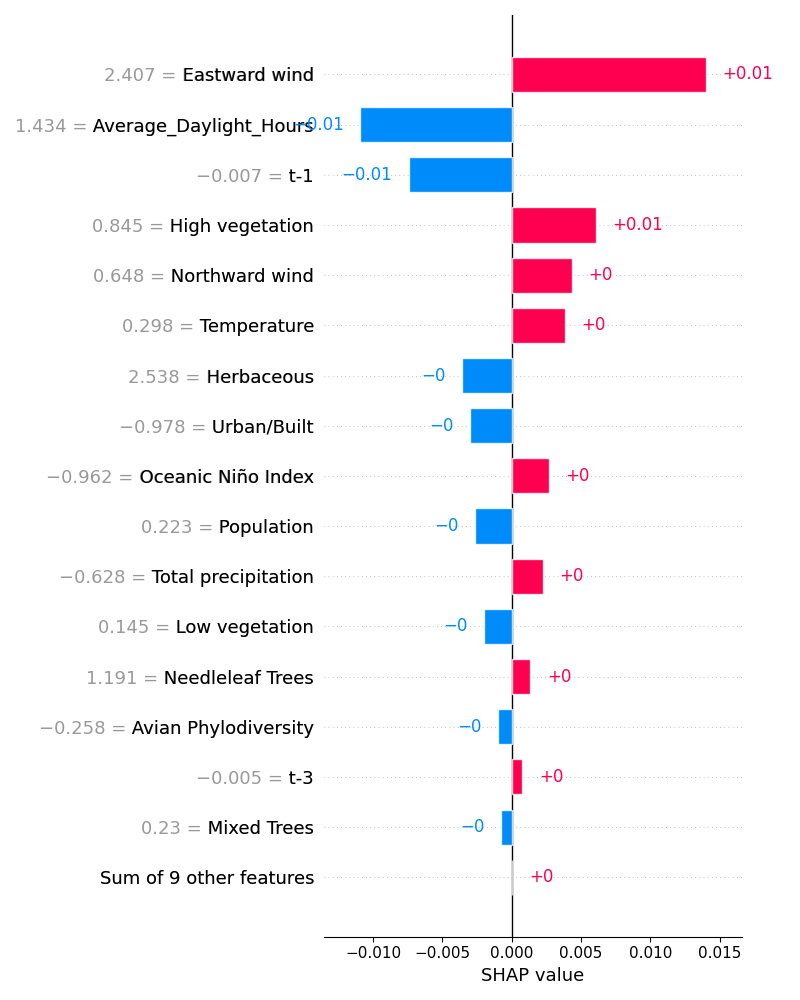 2.407 = Eastward wind +0.01
1.434 = Average_Daylight_Hours −0.01
−0.007 = t-1 −0.01
0.845 = High vegetation +0.01
0.648 = Northward wind +0
0.298 = Temperature +0
2.538 = Herbaceous −0
−0.978 = Urban/Built −0
−0.962 = Oceanic Niño Index +0
0.223 = Population −0
−0.628 = Total precipitation +0
0.145 = Low vegetation −0
1.191 = Needleleaf Trees +0
−0.258 = Avian Phylodiversity −0
−0.005 = t-3 +0
0.23 = Mixed Trees −0
Sum of 9 other features +0
−0.010 −0.005 0.000 0.005 0.010 0.015
SHAP value